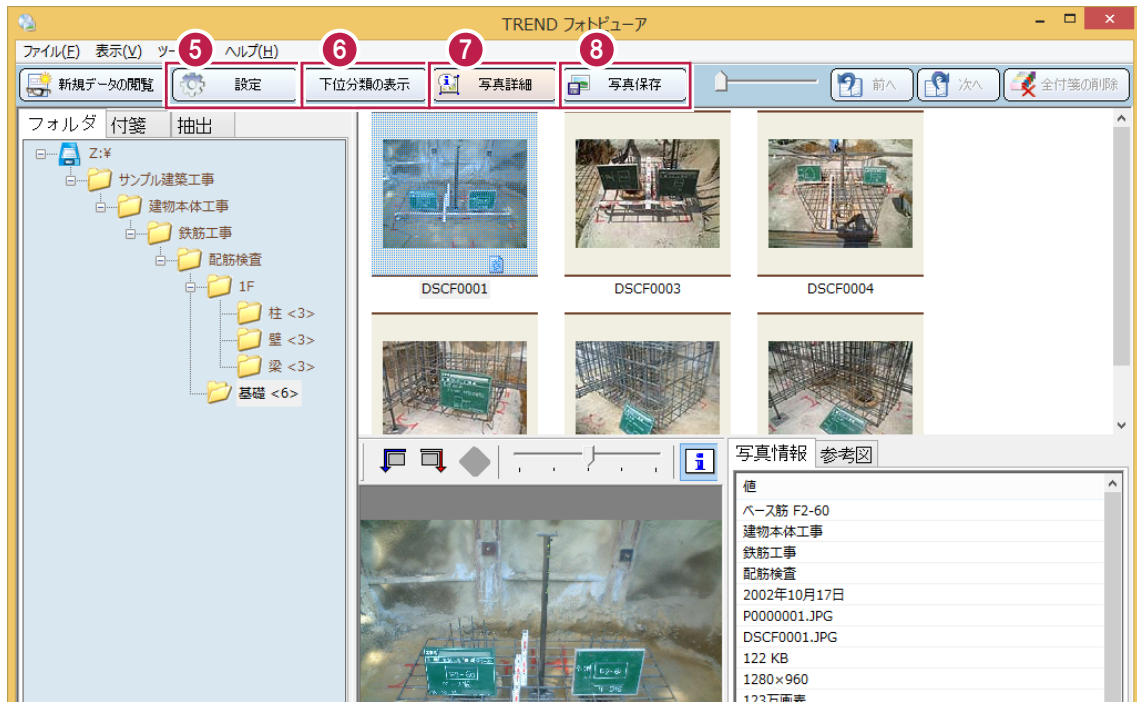 TREND フォトビューア
ファイル(F) 表示(V) ツー ヘルプ(H)
5 6 7 8
新規データの閲覧 設定 下位分類の表示 写真詳細 写真保存 前へ 次へ 全付箋の削除
フォルダ 付箋 抽出
Z:¥
サンプル建築工事
建物本体工事
鉄筋工事
配筋検査
1F
柱 <3>
壁 <3>
梁 <3>
基礎 <6>
DSCF0001 DSCF0003 DSCF0004
写真情報 参考図
値
ベース筋 F2-60
建物本体工事
鉄筋工事
配筋検査
2002年10月17日
P0000001.JPG
DSCF0001.JPG
122 KB
1280×960
123万画素